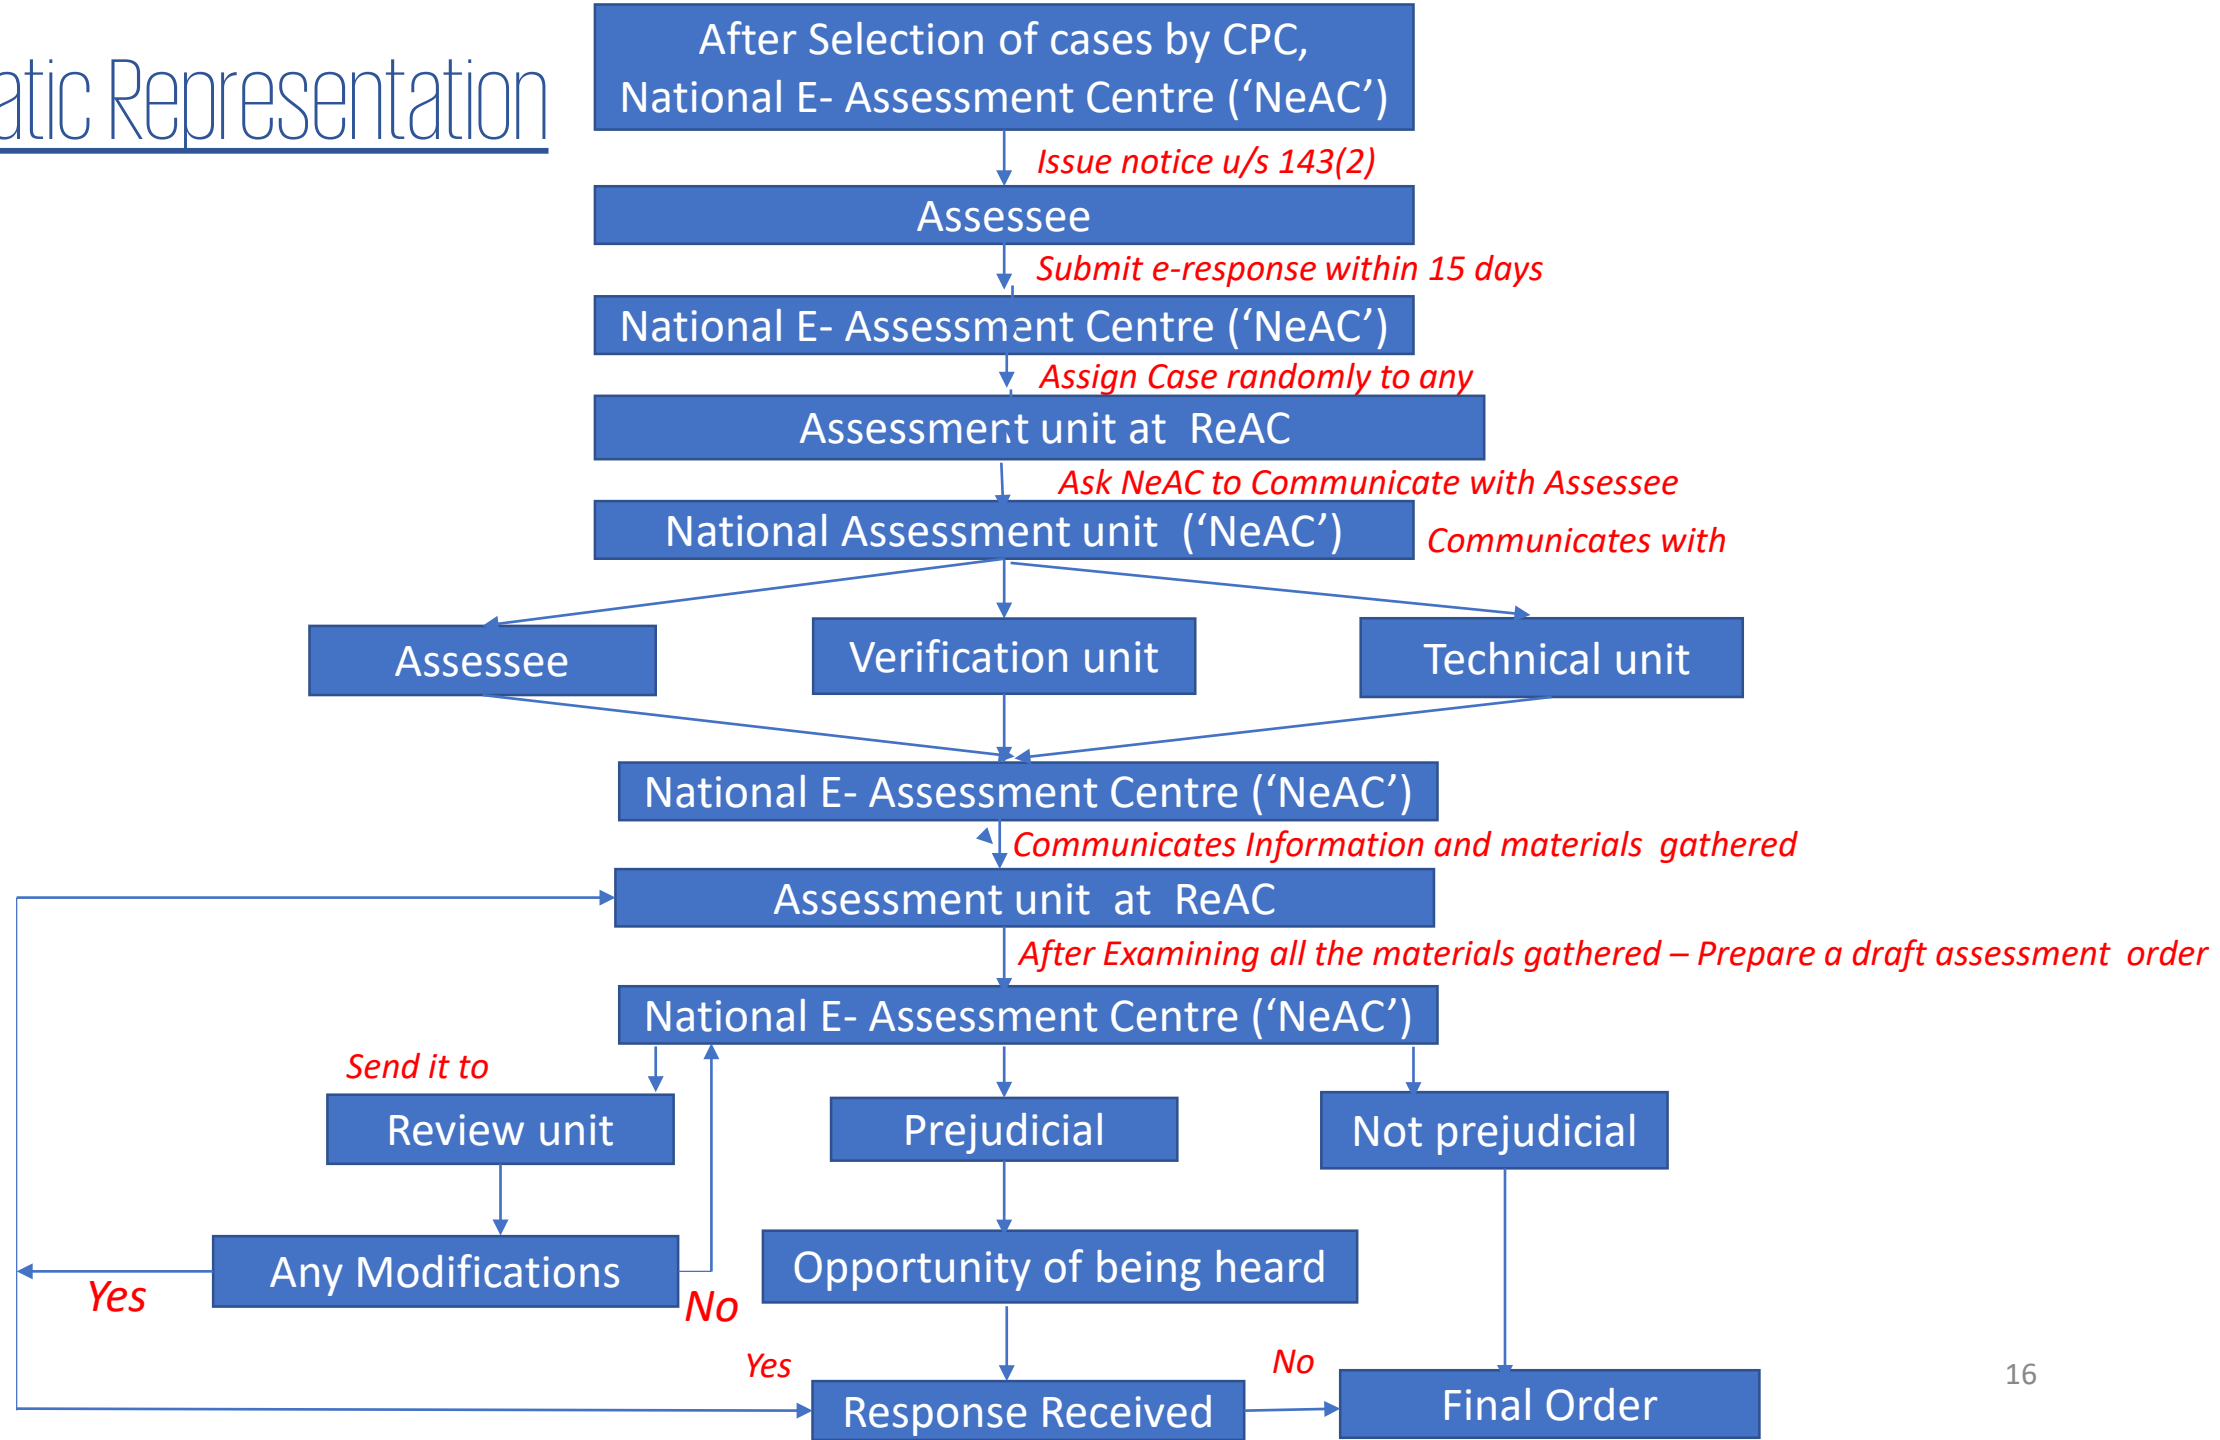 atic Representation
After Selection of cases by CPC,
National E- Assessment Centre (‘NeAC’)
Issue notice u/s 143(2)
Assessee
Submit e-response within 15 days
National E- Assessment Centre (‘NeAC’)
Assign Case randomly to any
Assessment unit at ReAC
Ask NeAC to Communicate with Assessee
National Assessment unit (‘NeAC’)
Communicates with
Assessee
Verification unit
Technical unit
National E- Assessment Centre (‘NeAC’)
Communicates Information and materials gathered
Assessment unit at ReAC
After Examining all the materials gathered – Prepare a draft assessment order
National E- Assessment Centre (‘NeAC’)
Send it to
Review unit
Prejudicial
Not prejudicial
Any Modifications
Opportunity of being heard
Yes
No
Yes
No
Response Received
Final Order
16